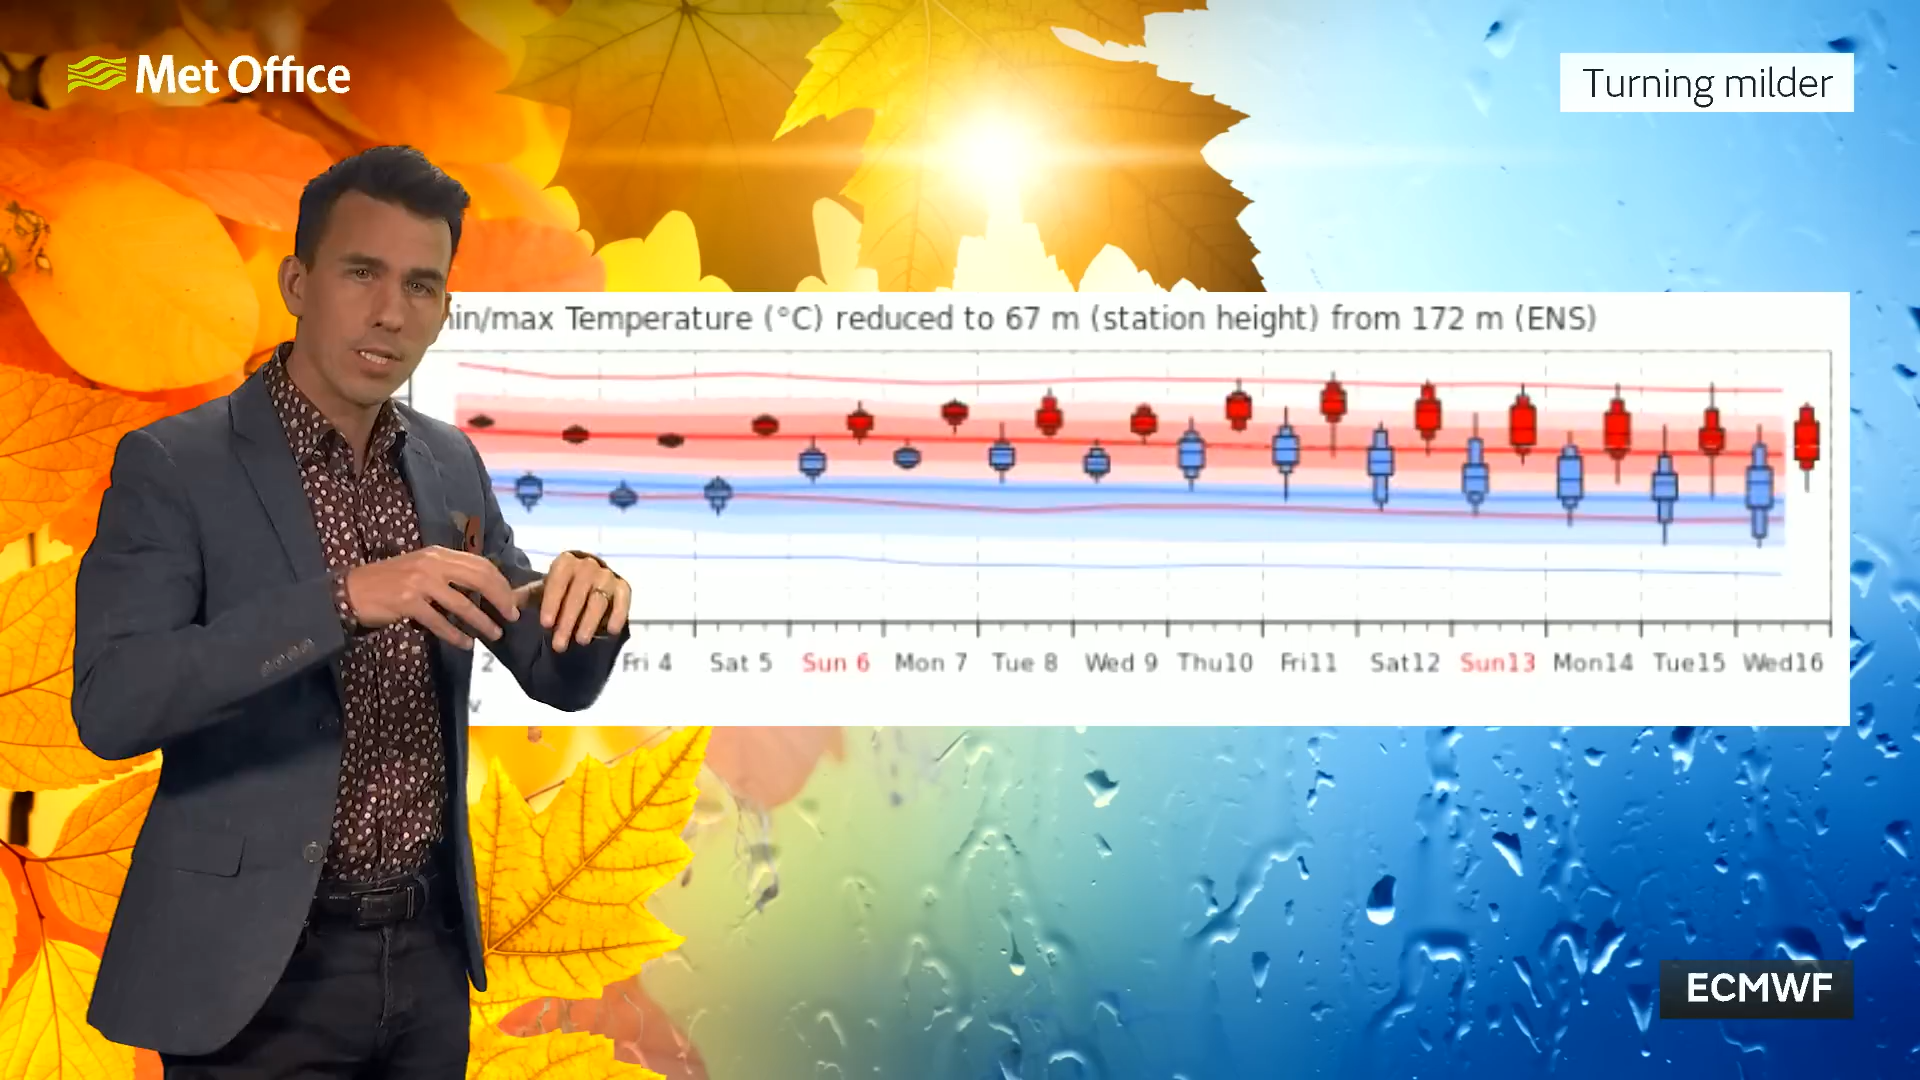 Met Office
Turning milder
min/max Temperature (°C) reduced to 67 m (station height) from 172 m (ENS)
2 Fri 4 Sat 5 Sun 6 Mon 7 Tue 8 Wed 9 Thu10 Fri11 Sat12 Sun13 Mon14 Tue15 Wed16
ECMWF